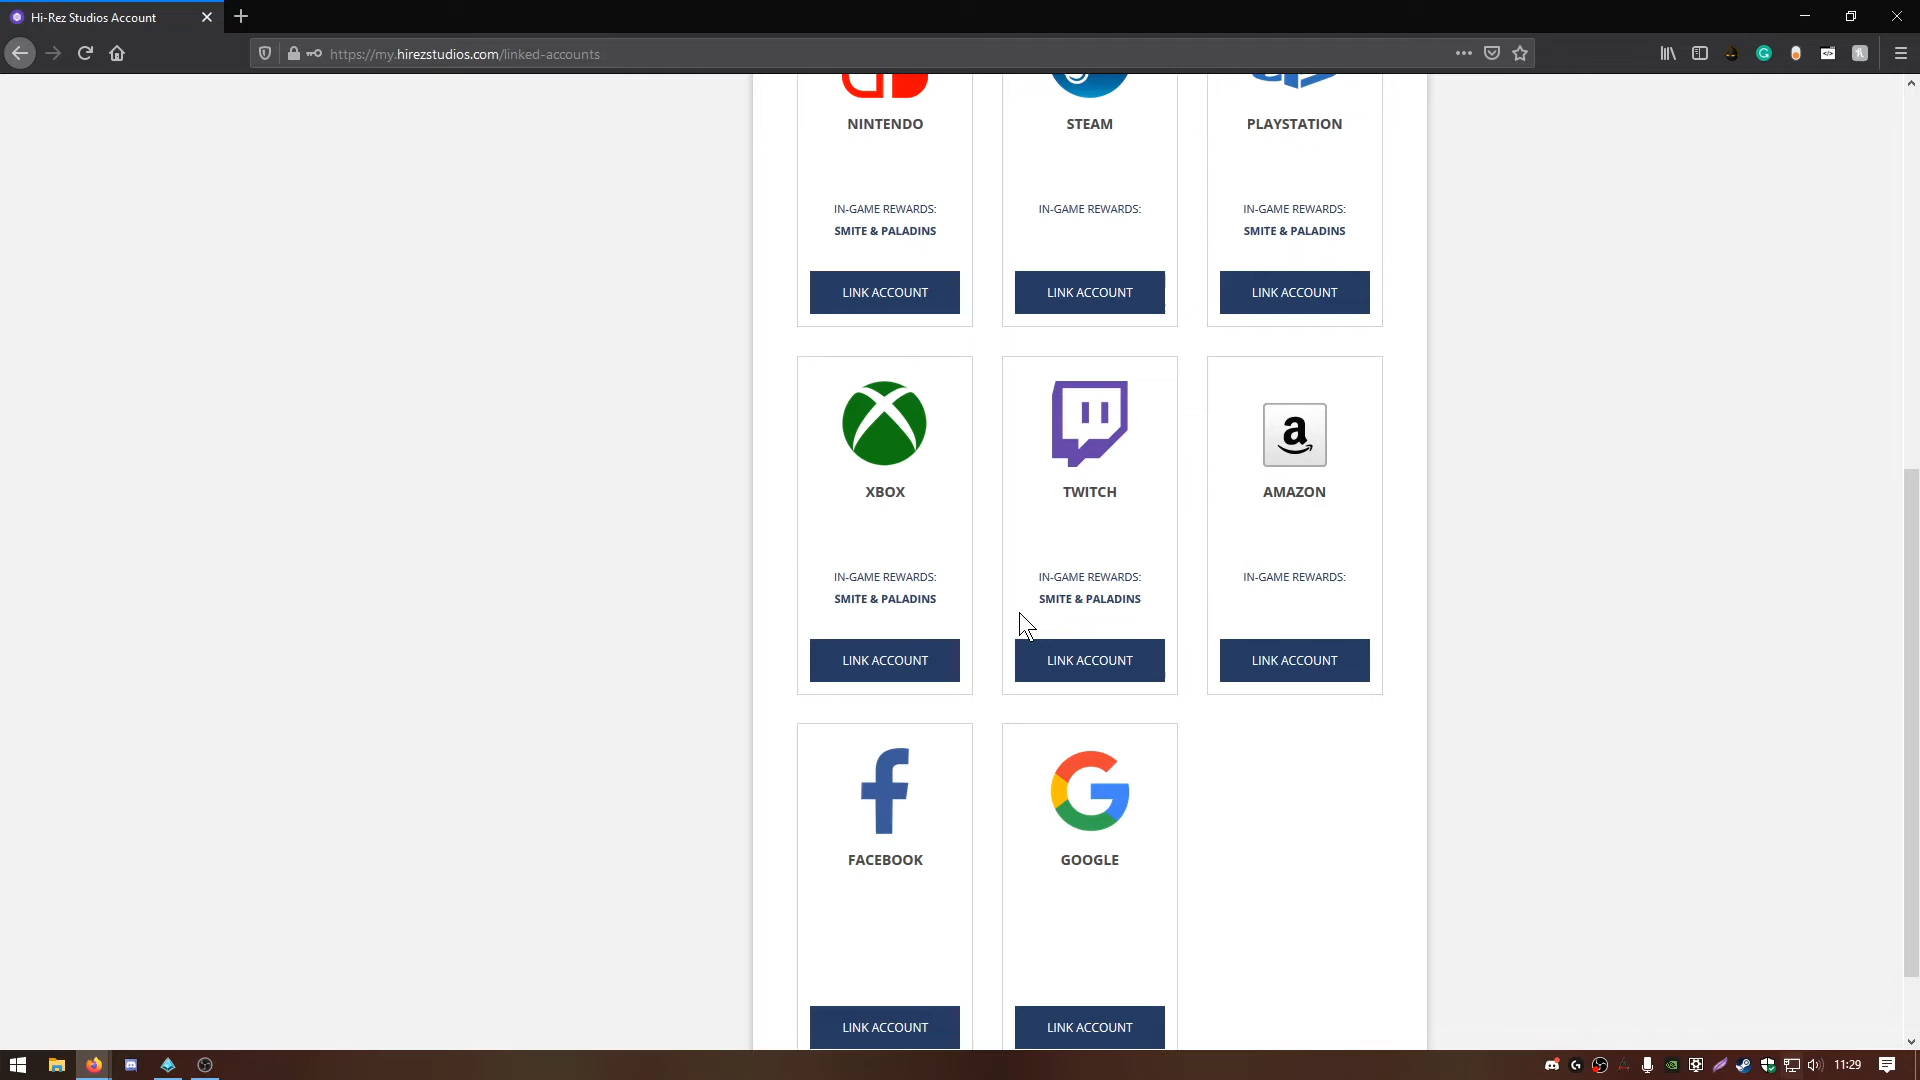 Hi-Rez Studios Account
https://my.hirezstudios.com/linked-accounts
NINTENDO
STEAM
PLAYSTATION
IN-GAME REWARDS:
IN-GAME REWARDS:
IN-GAME REWARDS:
SMITE & PALADINS
SMITE & PALADINS
LINK ACCOUNT
LINK ACCOUNT
LINK ACCOUNT
a
XBOX
TWITCH
AMAZON
IN-GAME REWARDS:
IN-GAME REWARDS:
IN-GAME REWARDS:
SMITE & PALADINS
SMITE & PALADINS
LINK ACCOUNT
LINK ACCOUNT
LINK ACCOUNT
FACEBOOK
GOOGLE
LINK ACCOUNT
LINK ACCOUNT
11:29